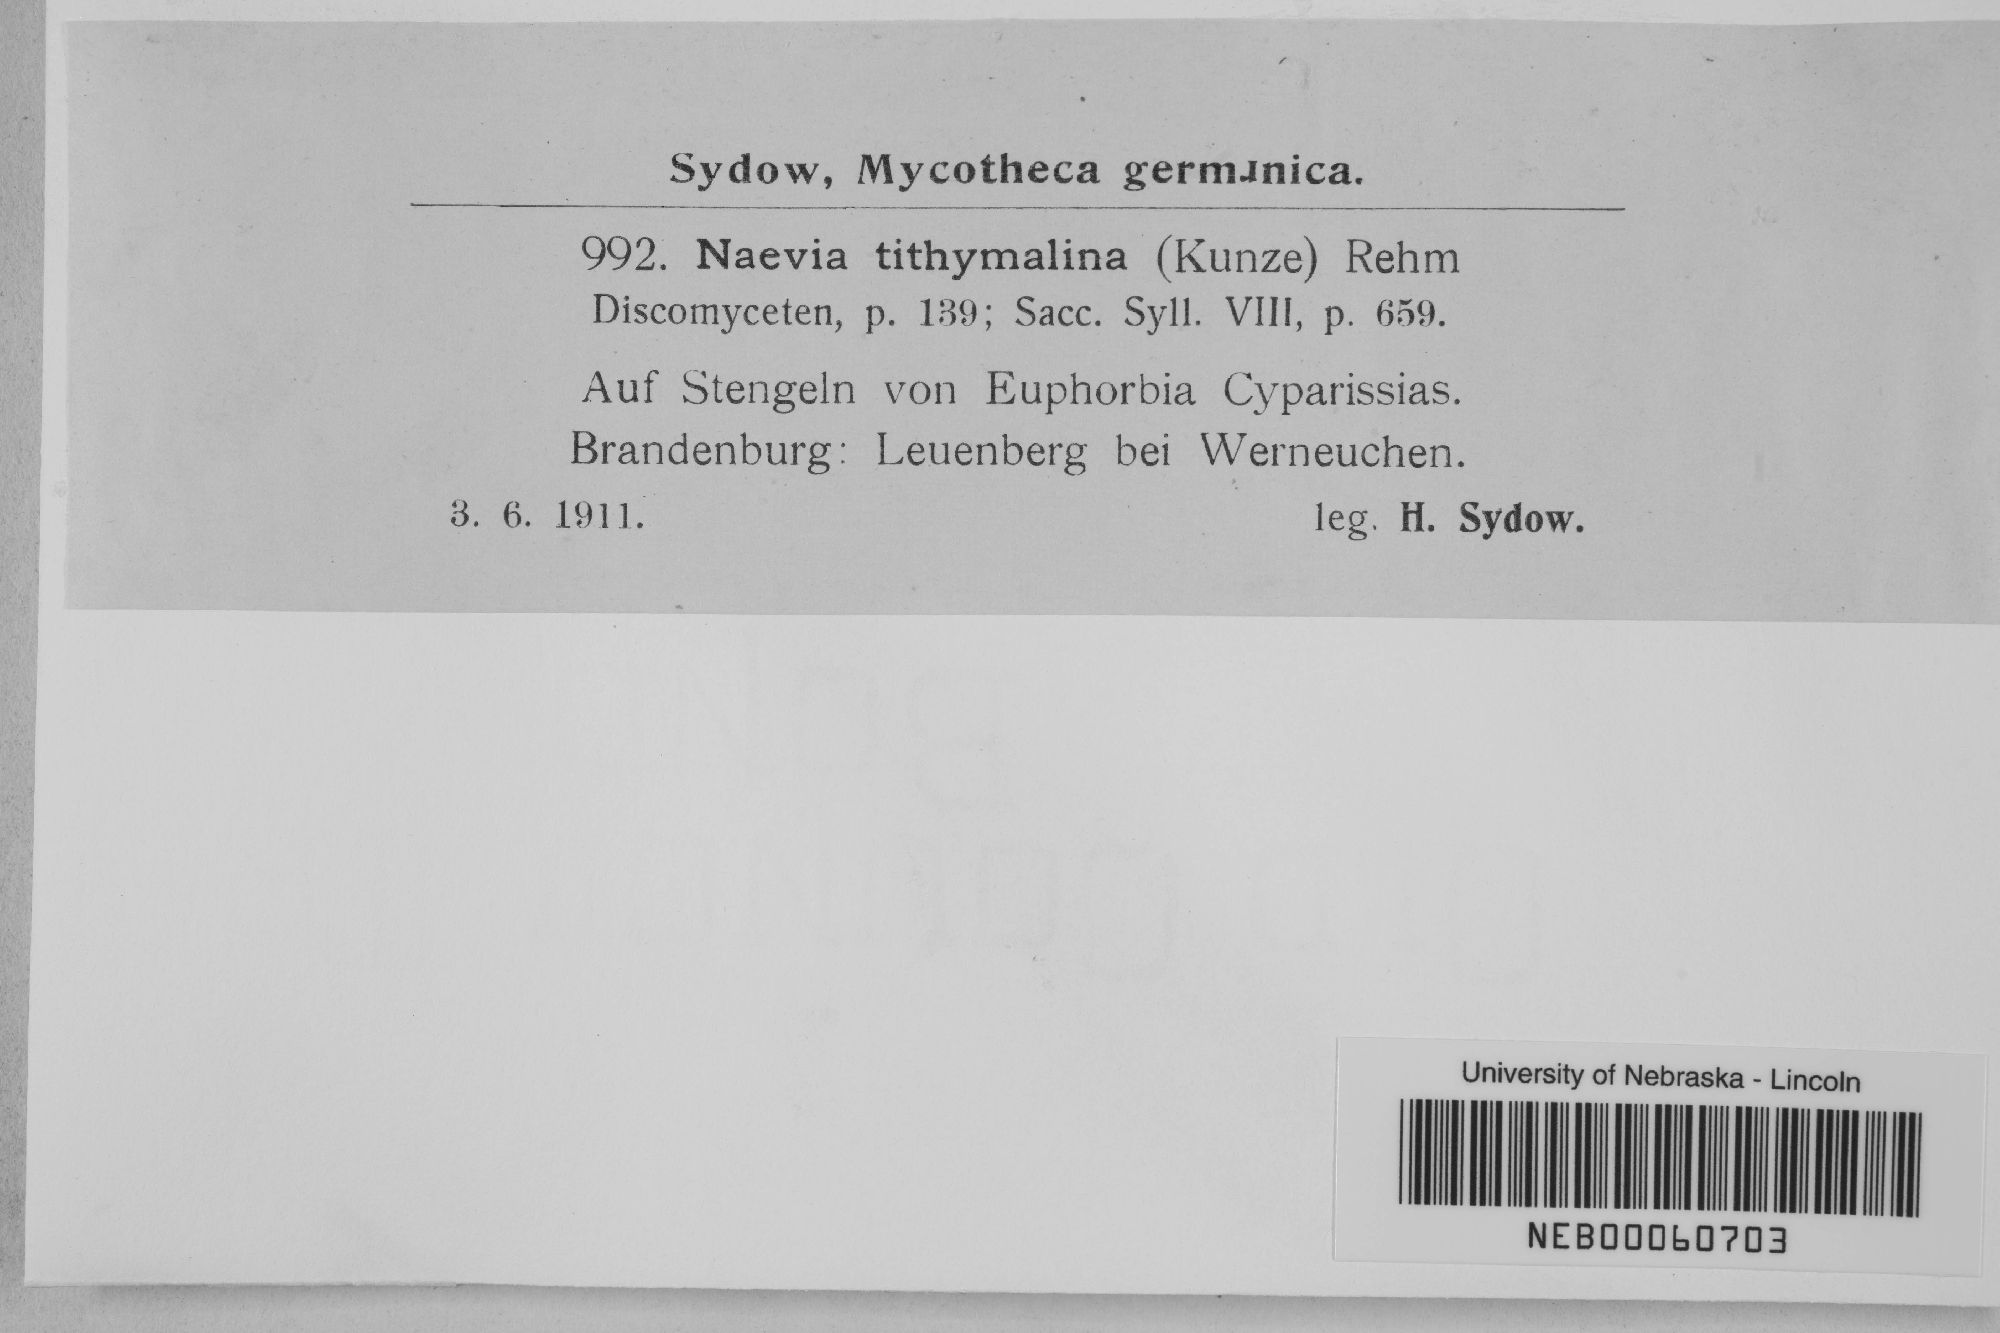 Sydow, Mycotheca germanica.
992. Naevia tithymalina (Kunze) Rehm
Discomyceten, p. 139; Sacc. Syll. VIII, p. 659.
Auf Stengeln von Euphorbia Cyparissias.
Brandenburg: Leuenberg bei Werneuchen.
3. 6. 1911. leg. H. Sydow.
University of Nebraska - Lincoln
NEB00060703